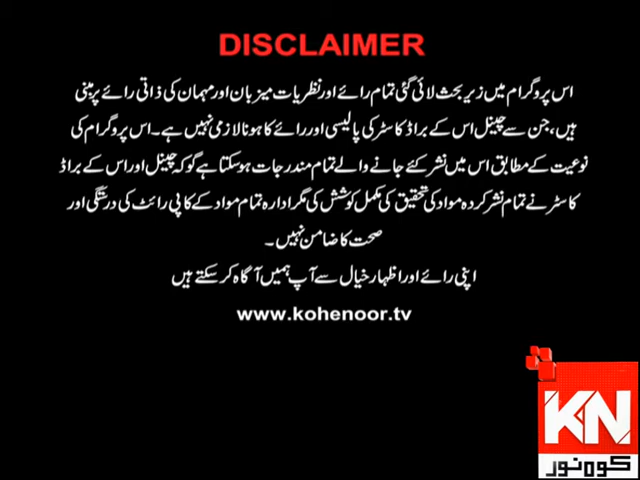 DISCLAIMER
اس پروگرام میں زیر بحث لائی گئی تمام رائے اور نظریات میزبان اور مہمان کی ذاتی رائے پر مبنی
ہیں، جن سے چینل اس کے براڈ کاسٹر کی پالیسی اور رائے کا ہونا لازمی نہیں ہے۔ اس پروگرام کی
نوعیت کے مطابق اس میں نشر کئے جانے والے تمام مندرجات ہو سکتا ہے گو کہ چینل اور اس کے براڈ
کاسٹر نے تمام نشر کردہ مواد کی تحقیق کی مکمل کوشش کی مگر ادارہ تمام مواد کے کاپی رائٹ کی درستگی اور
صحت کا ضامن نہیں۔
اپنی رائے اور اظہار خیال سے آپ ہمیں آگاہ کر سکتے ہیں
www.kohenoor.tv
KN
کوہ نور